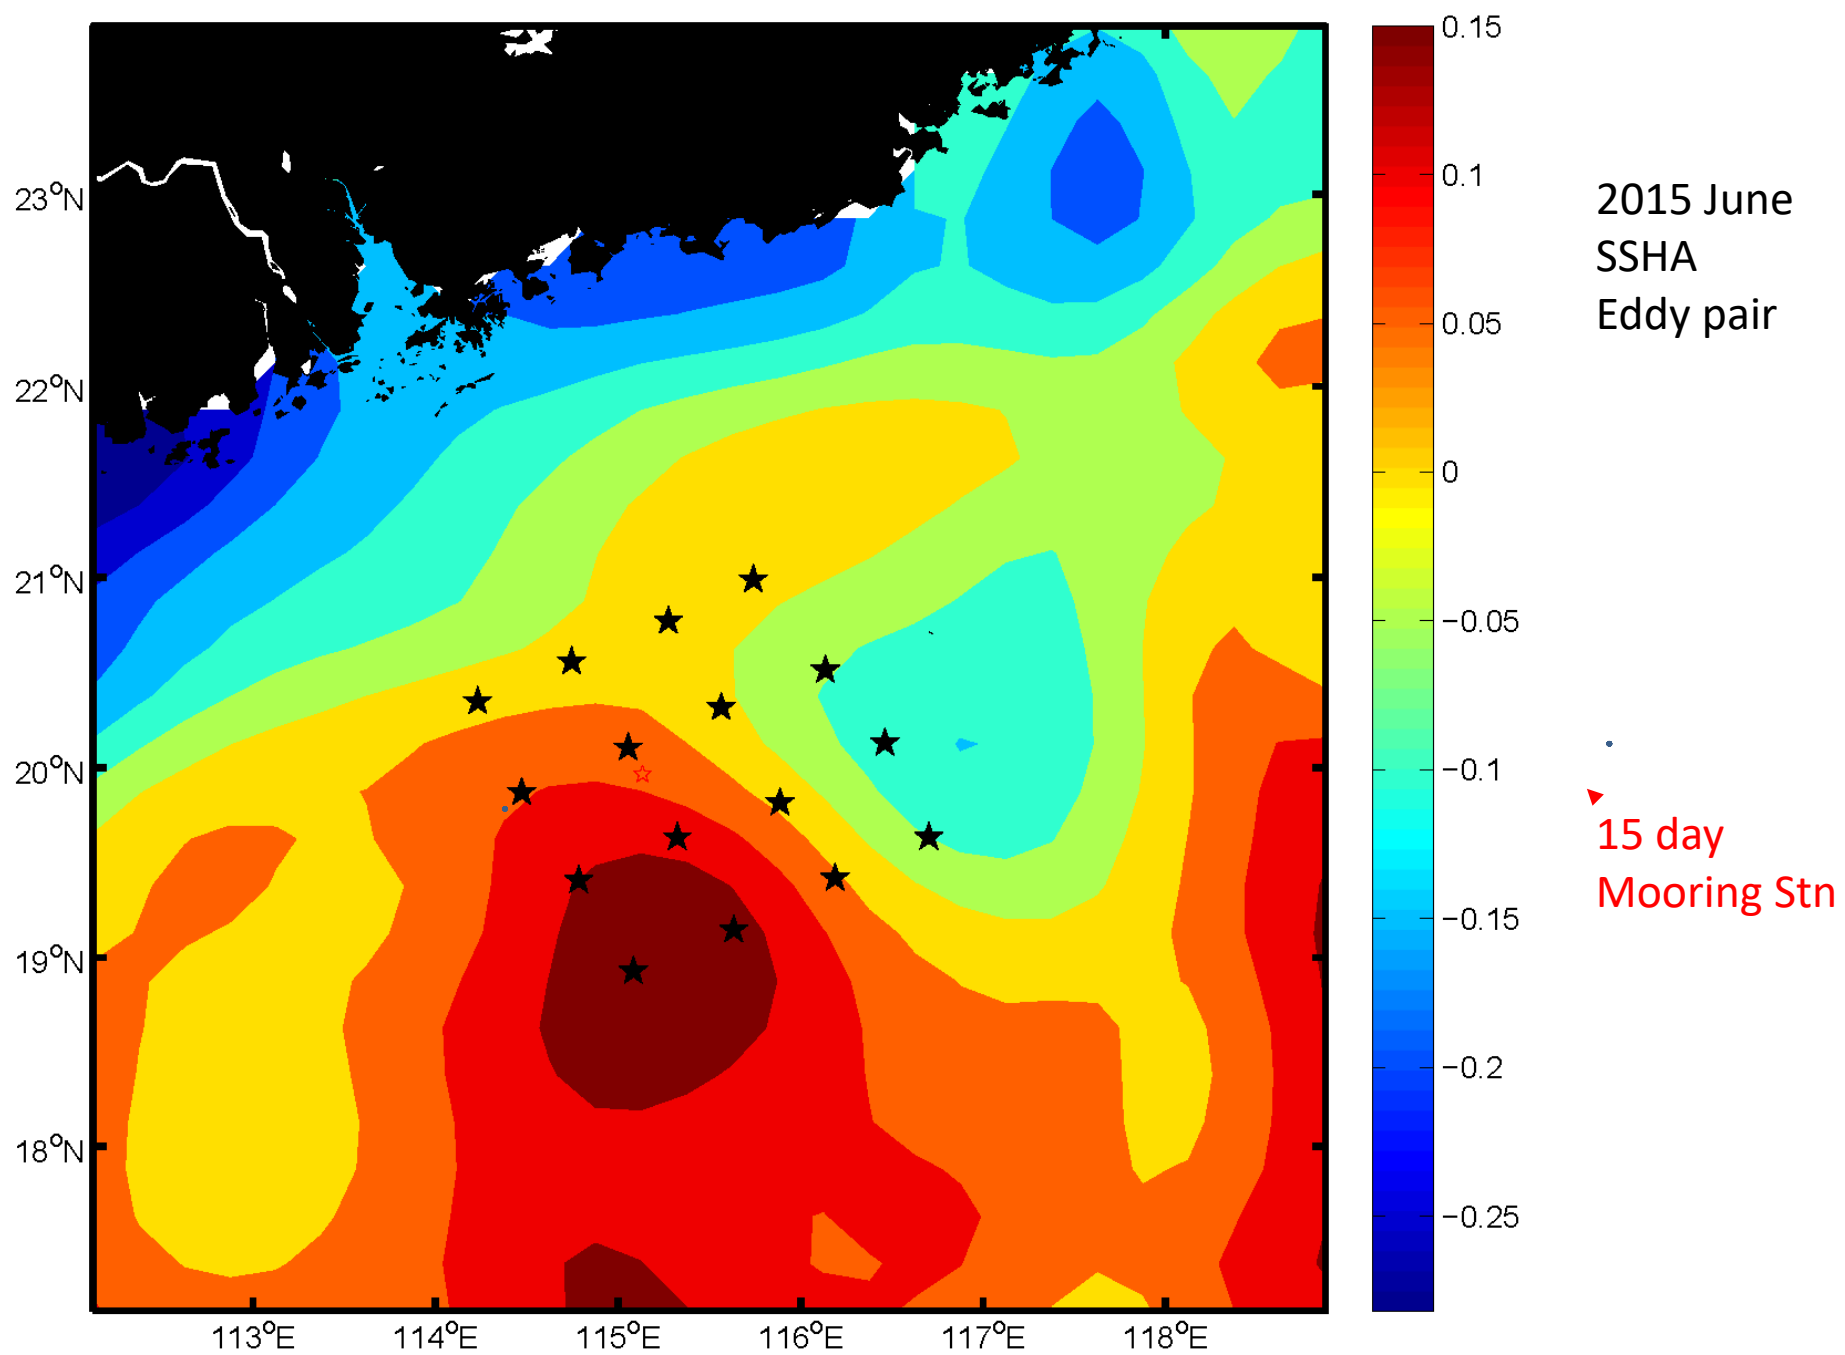 0.15
0.1
0.05
0
−0.05
−0.1
−0.15
−0.2
−0.25
23°N
22°N
21°N
20°N
19°N
18°N
113°E
114°E
115°E
116°E
117°E
118°E
2015 June
SSHA
Eddy pair
15 day
Mooring Stn